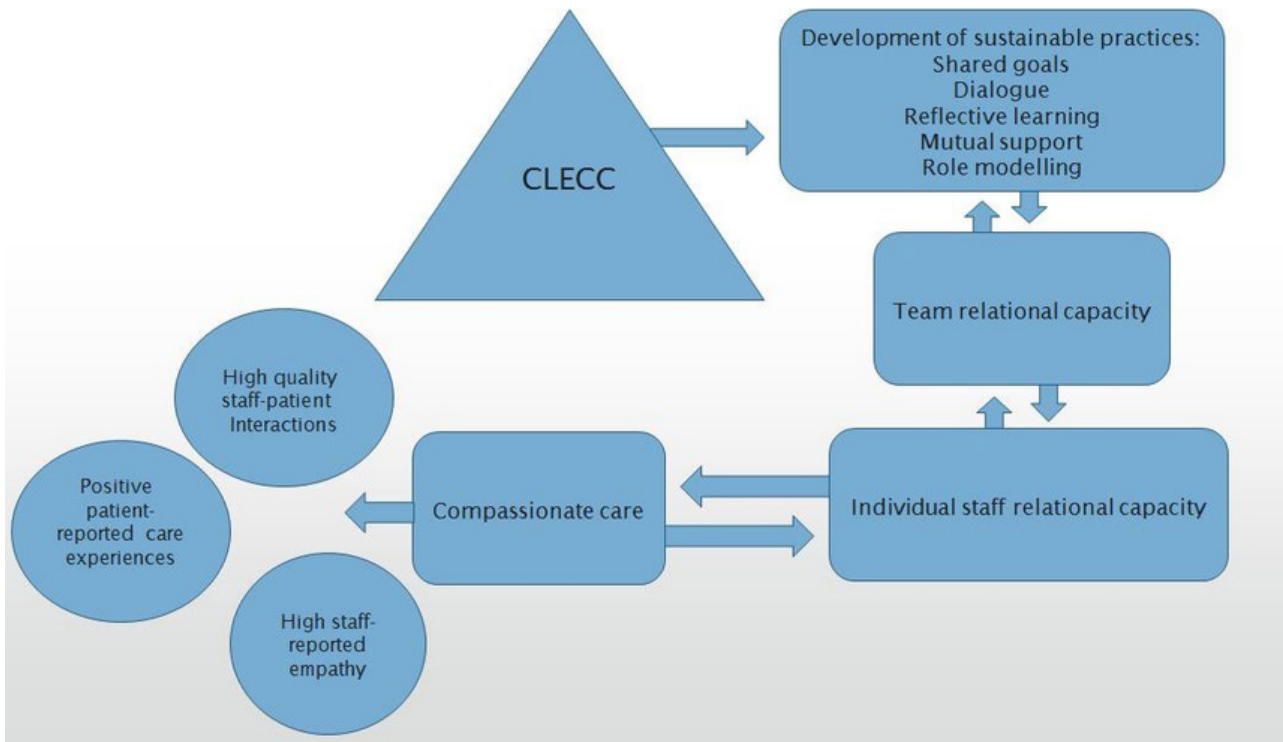 CLECC
Development of sustainable practices:
Shared goals
Dialogue
Reflective learning
Mutual support
Role modelling
Team relational capacity
Individual staff relational capacity
Compassionate care
High quality
staff-patient
Interactions
Positive
patient-
reported care
experiences
High staff-
reported
empathy